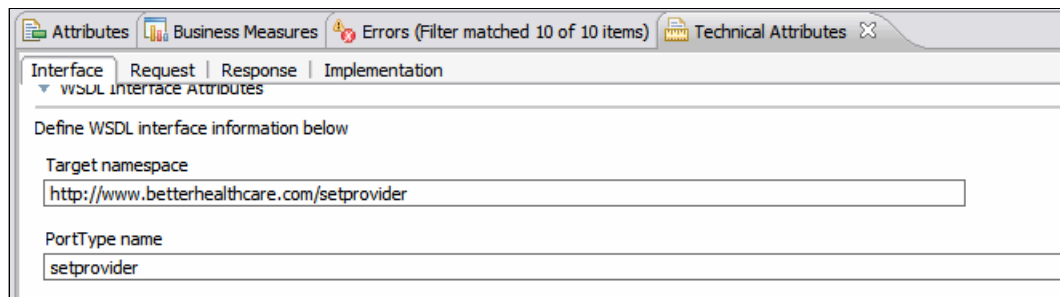 Attributes Business Measures Errors (Filter matched 10 of 10 items) Technical Attributes
Interface Request | Response | Implementation
WSDL Interface Attributes
Define WSDL interface information below
Target namespace
http://www.betterhealthcare.com/setprovider
PortType name
setprovider